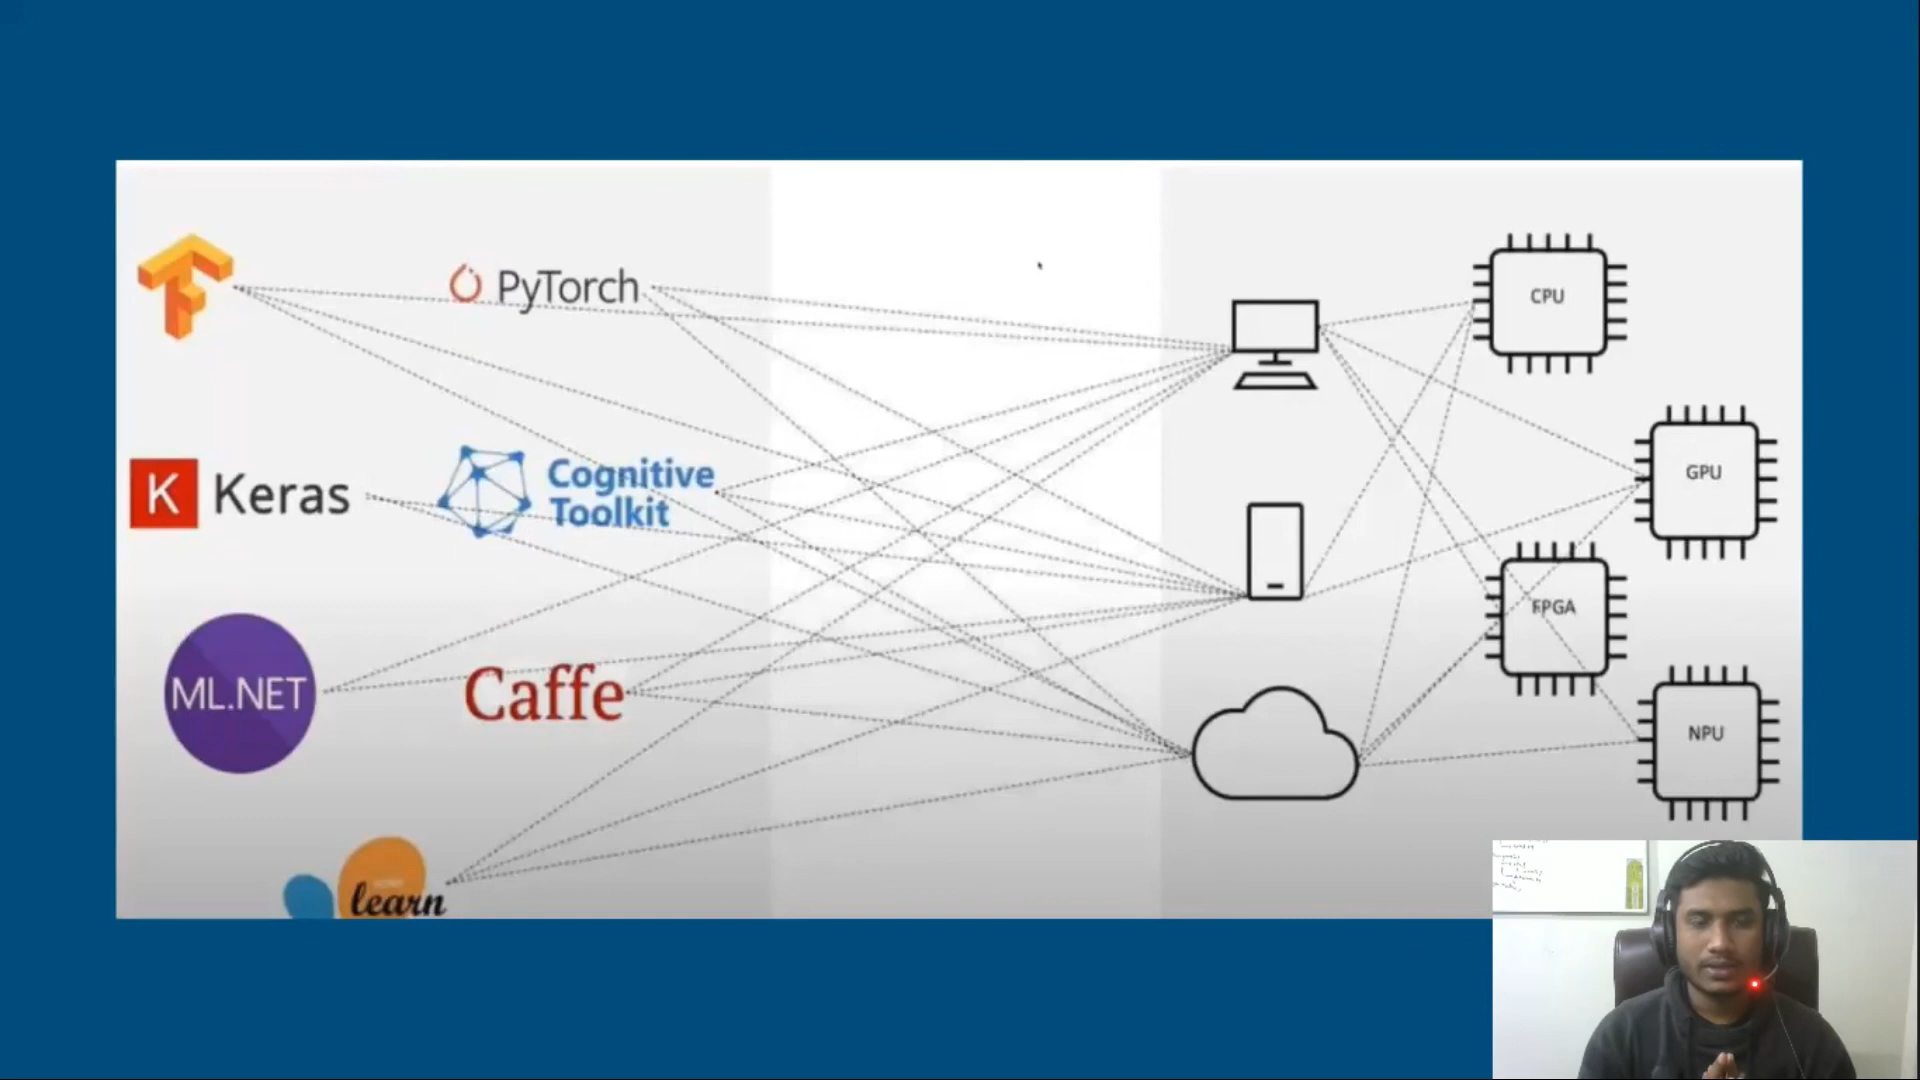 PyTorch
CPU
K Keras
Cognitive
Toolkit
GPU
FPGA
ML.NET
Caffe
NPU
learn